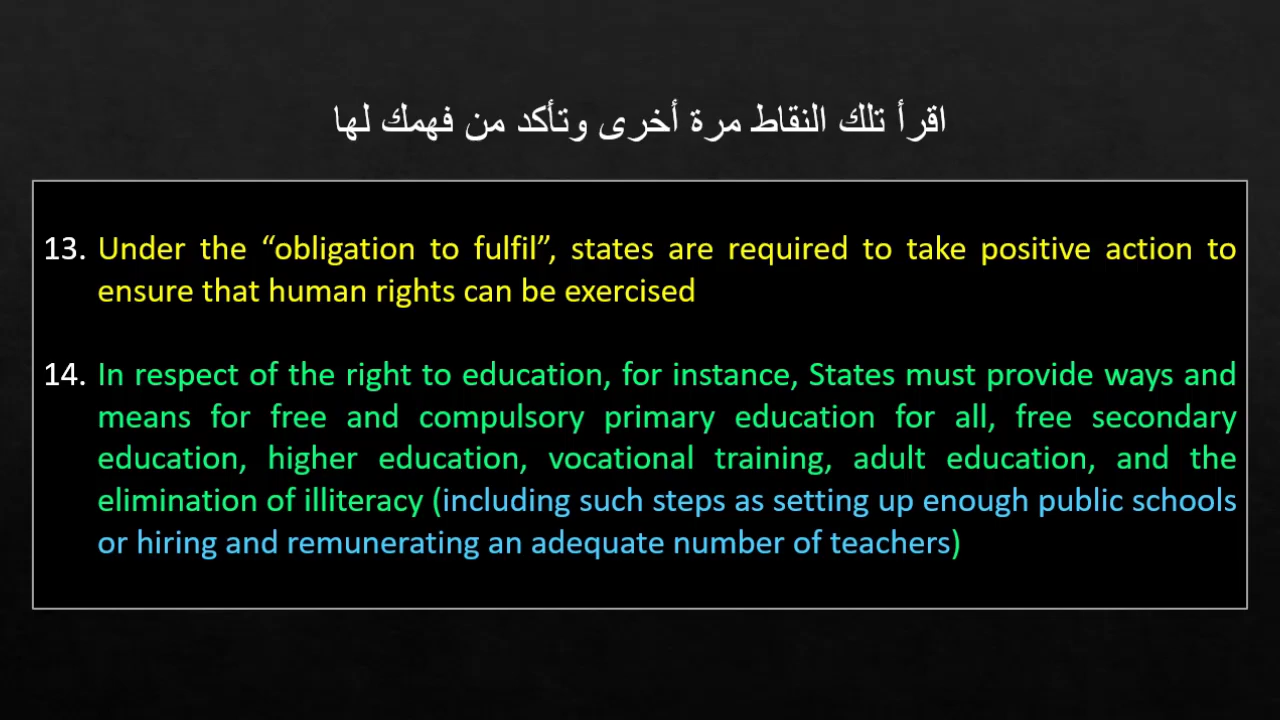 اقرأ تلك النقاط مرة أخرى وتأكد من فهمك لها
13. Under the “obligation to fulfil”, states are required to take positive action to
ensure that human rights can be exercised
14. In respect of the right to education, for instance, States must provide ways and
means for free and compulsory primary education for all, free secondary
education, higher education, vocational training, adult education, and the
elimination of illiteracy (including such steps as setting up enough public schools
or hiring and remunerating an adequate number of teachers)